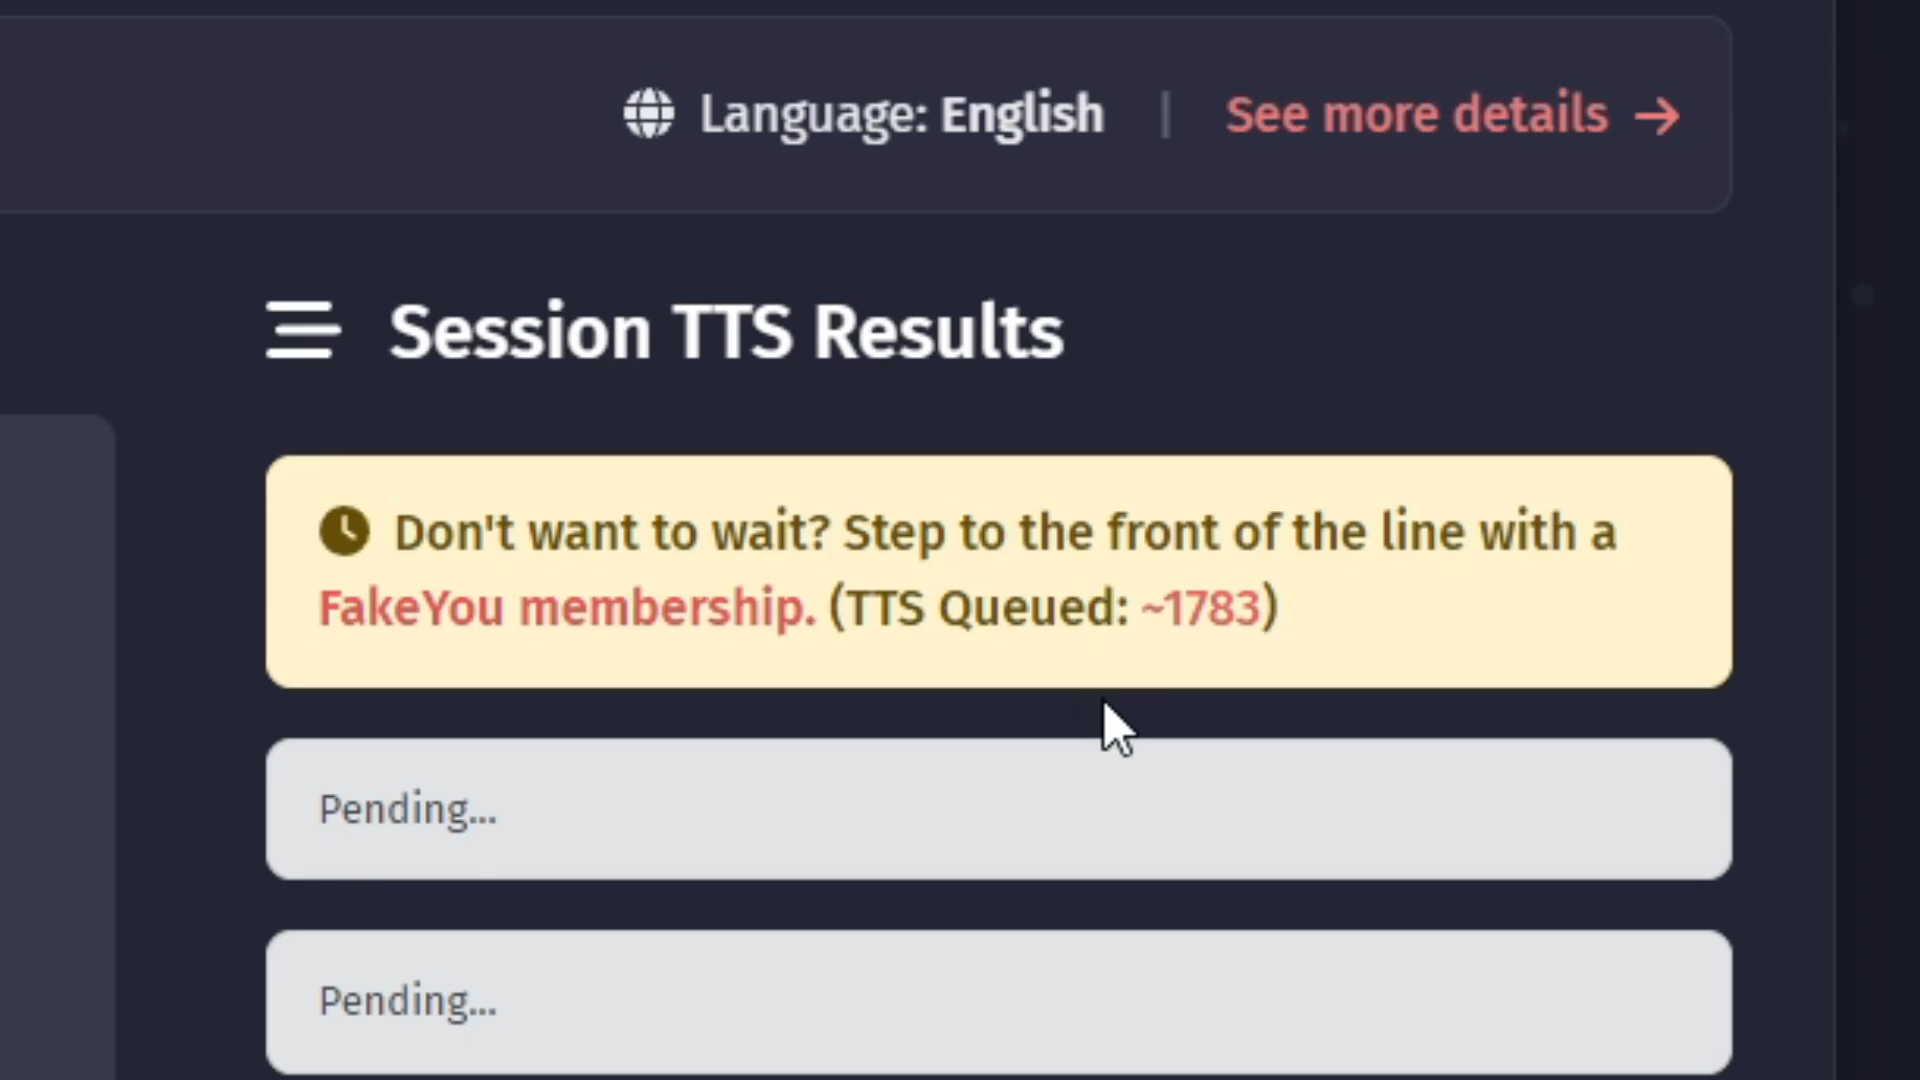 Language: English | See more details →
Session TTS Results
Don't want to wait? Step to the front of the line with a
FakeYou membership. (TTS Queued: ~1783)
Pending...
Pending...